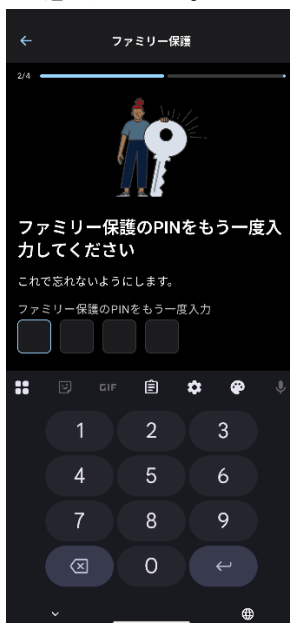 ファミリー保護
2/4
ファミリー保護のPINをもう一度入
力してください
これで忘れないようにします。
ファミリー保護のPINをもう一度入力
GIF
1 2 3
4 5 6
7 8 9
0